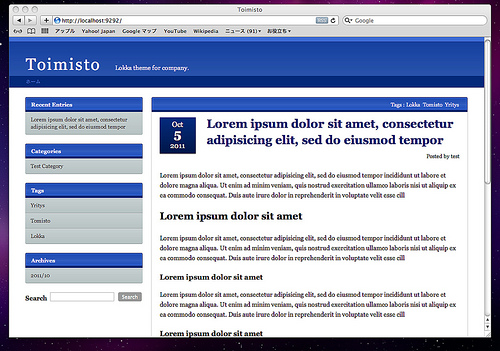 Toimisto
http://localhost:9292/
RSS
Google
アップル Yahoo! Japan Google マップ YouTube Wikipedia ニュース (91) お役立ち
Toimisto
Lokka theme for company.
ホーム
Recent Entries
Lorem ipsum dolor sit amet, consectetur
adipisicing elit, sed do eiusmod tempor
Categories
Test Category
Tags
Yritys
Tomisto
Lokka
Archives
2011/10
Search
Search
Tags : Lokka Tomisto Yritys
Oct
5
2011
Lorem ipsum dolor sit amet, consectetur
adipisicing elit, sed do eiusmod tempor
Posted by test
Lorem ipsum dolor sit amet, consectetur adipisicing elit, sed do eiusmod tempor incididunt ut labore et
dolore magna aliqua. Ut enim ad minim veniam, quis nostrud exercitation ullamco laboris nisi ut aliquip ex
ea commodo consequat. Duis aute irure dolor in reprehenderit in voluptate velit esse cill
Lorem ipsum dolor sit amet
Lorem ipsum dolor sit amet, consectetur adipisicing elit, sed do eiusmod tempor incididunt ut labore et
dolore magna aliqua. Ut enim ad minim veniam, quis nostrud exercitation ullamco laboris nisi ut aliquip ex
ea commodo consequat. Duis aute irure dolor in reprehenderit in voluptate velit esse cill
Lorem ipsum dolor sit amet
Lorem ipsum dolor sit amet, consectetur adipisicing elit, sed do eiusmod tempor incididunt ut labore et
dolore magna aliqua. Ut enim ad minim veniam, quis nostrud exercitation ullamco laboris nisi ut aliquip ex
ea commodo consequat. Duis aute irure dolor in reprehenderit in voluptate velit esse cill
Lorem ipsum dolor sit amet